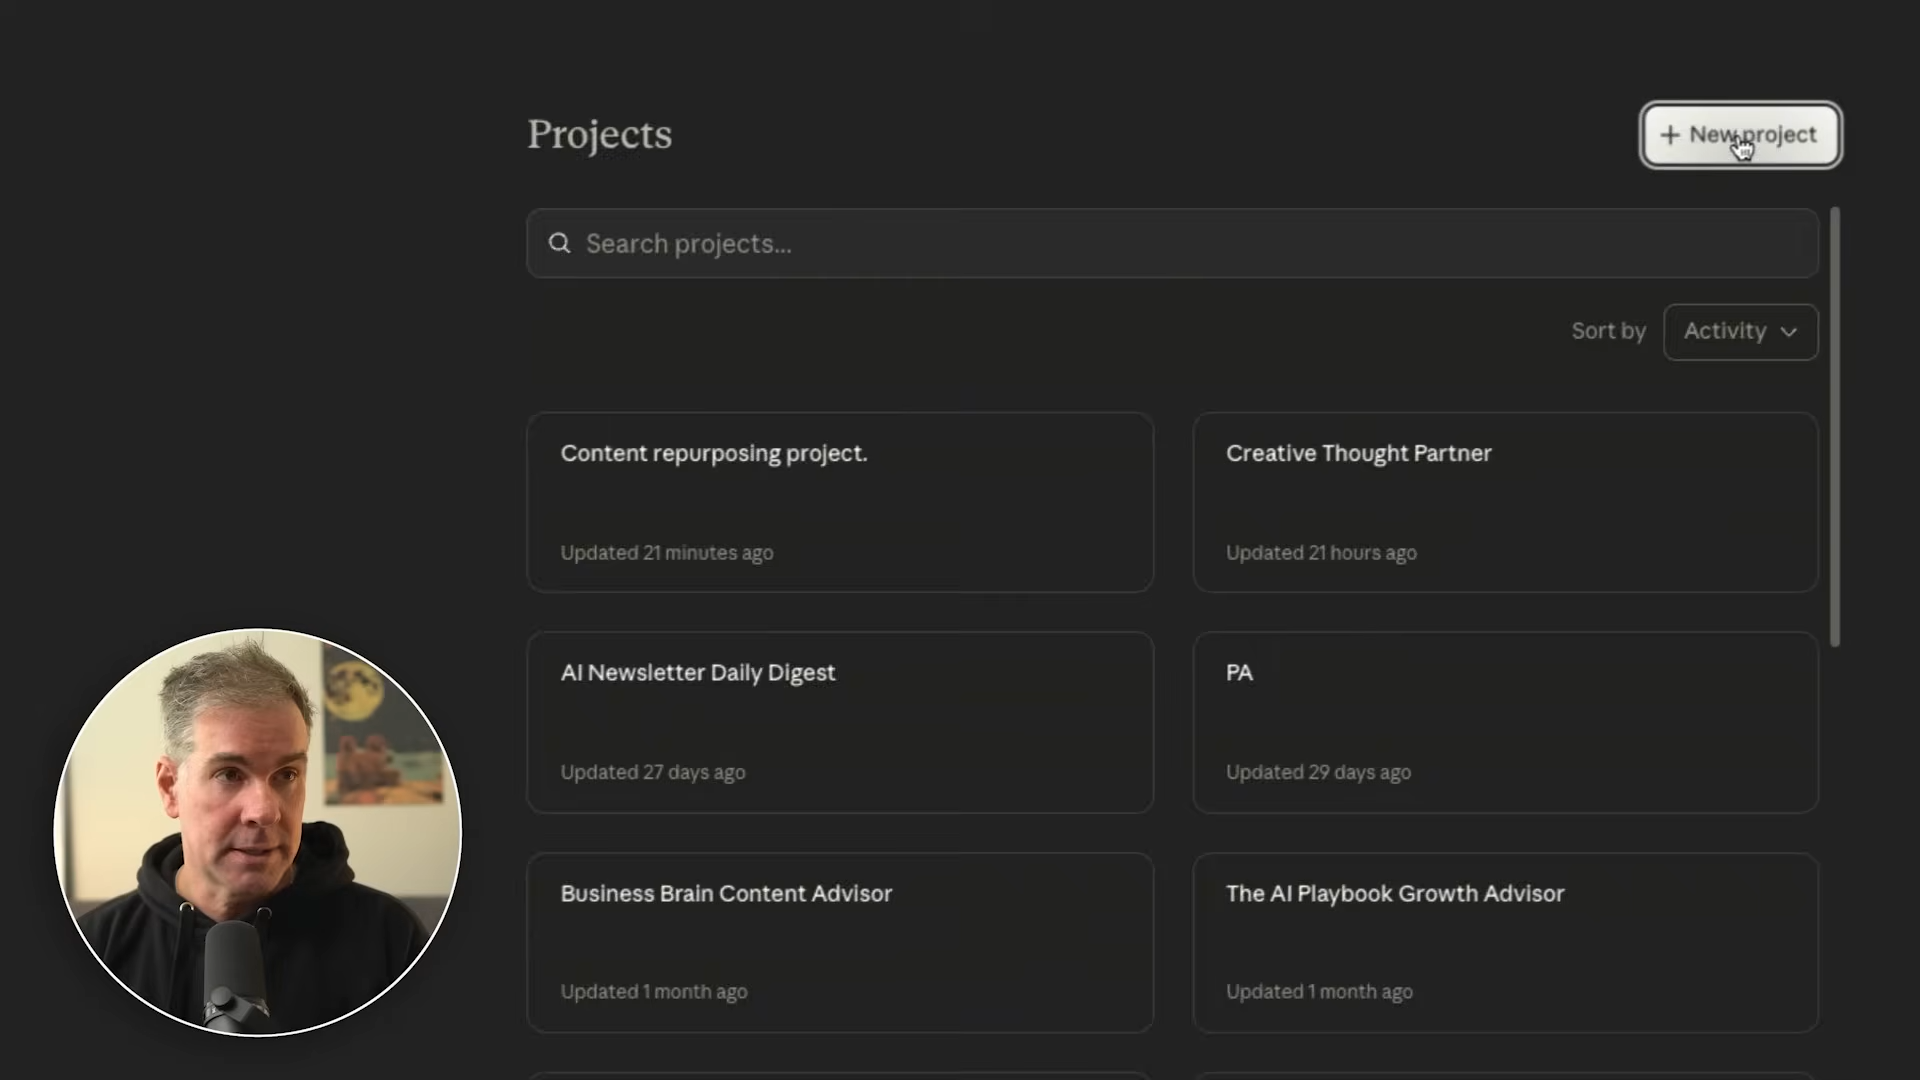 Projects
+ New project
Search projects...
Sort by
Activity
Content repurposing project.
Updated 21 minutes ago
Creative Thought Partner
Updated 21 hours ago
AI Newsletter Daily Digest
Updated 27 days ago
PA
Updated 29 days ago
Business Brain Content Advisor
Updated 1 month ago
The AI Playbook Growth Advisor
Updated 1 month ago